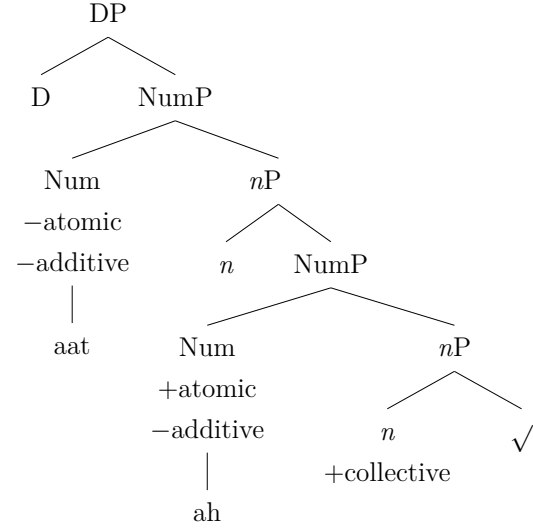 DP
D NumP
Num nP
−atomic
−additive n NumP
aat Num nP
+atomic
−additive n √
+collective
ah